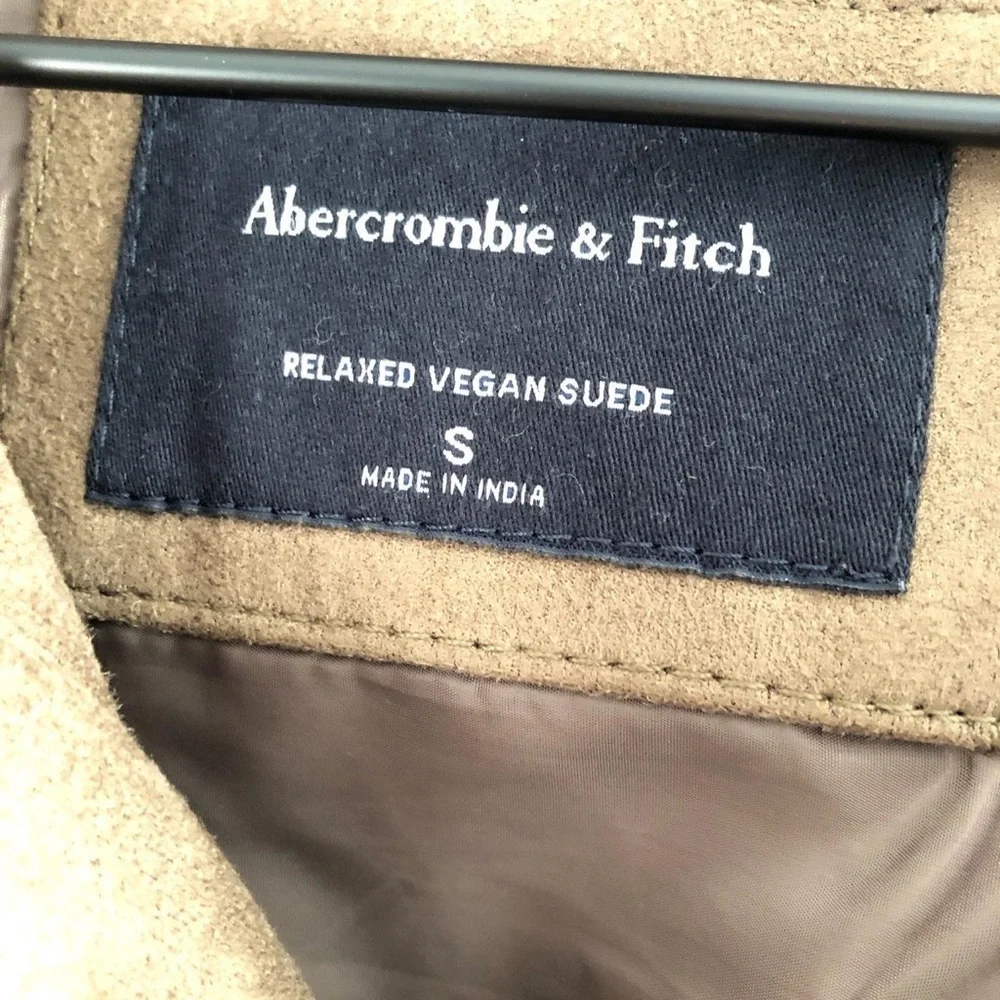 Abercrombie & Fitch
RELAXED VEGAN SUEDE
S
MADE IN INDIA